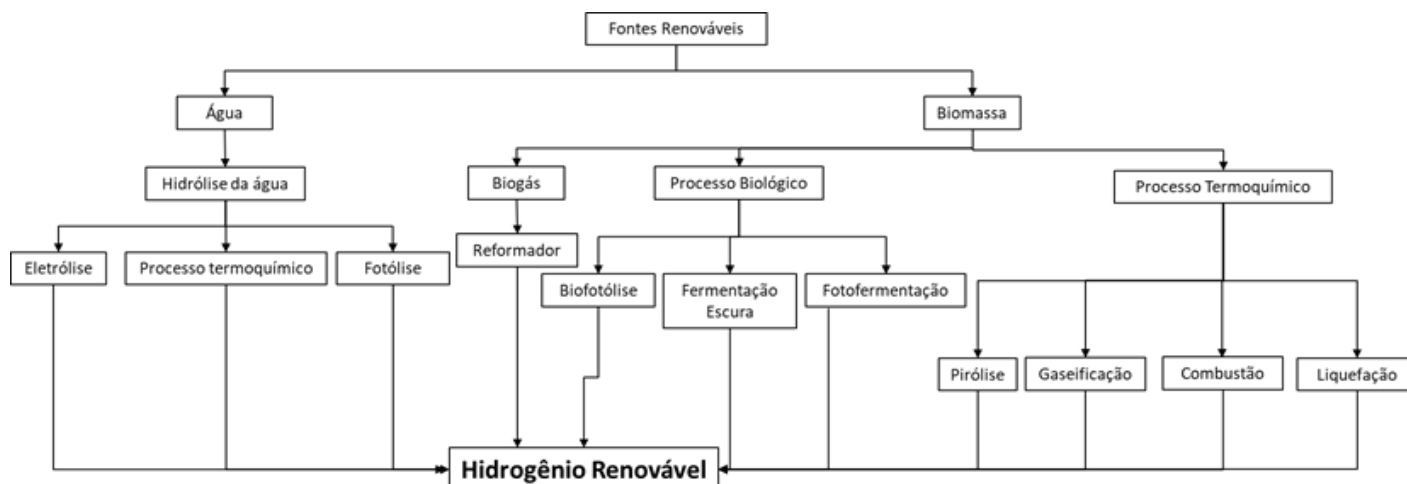 Fontes Renováveis
Água
Biomassa
Hidrólise da água
Biogás
Processo Biológico
Processo Termoquímico
Eletrólise
Processo termoquímico
Fotólise
Reformador
Biofotólise
Fermentação
Escura
Fotofermentação
Pirólise
Gaseificação
Combustão
Liquefação
Hidrogênio Renovável